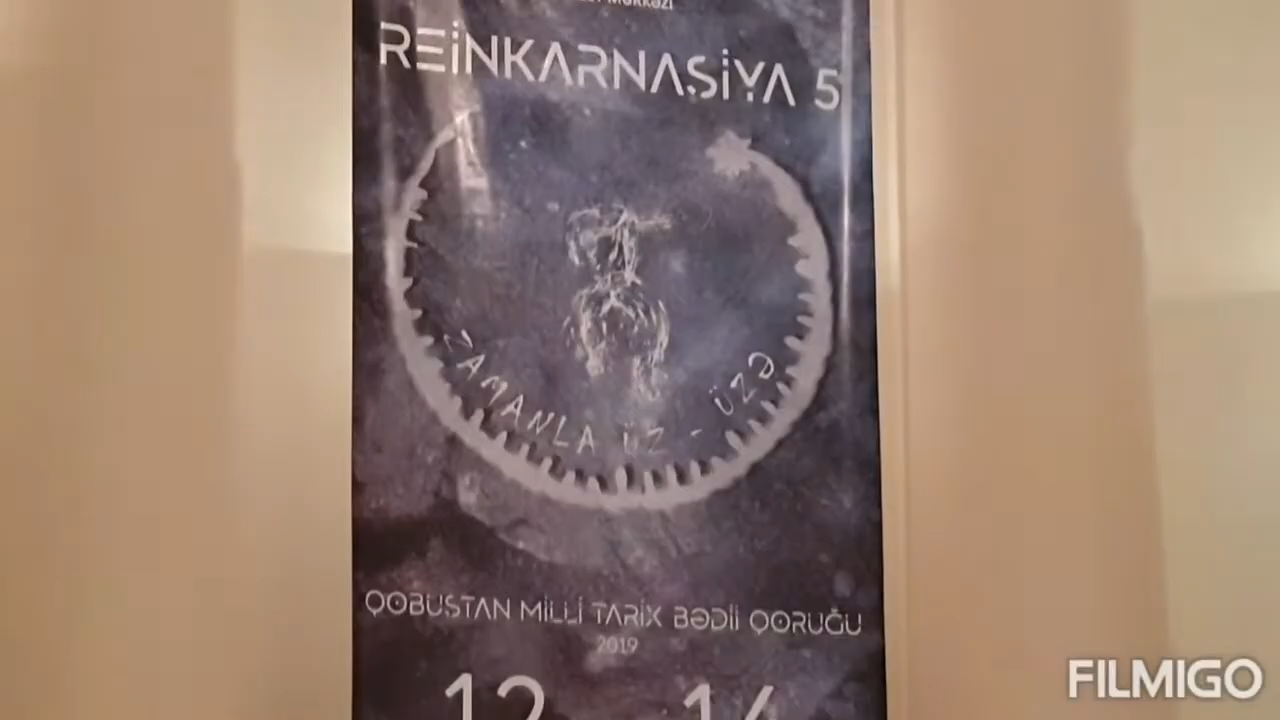 MƏRKƏZİ
REİNKARNASİYA 5
ZAMANLA ÜZ - ÜZƏ
QOBUSTAN MİLLİ TARİX BƏDİİ QORUĞU
2019
12 14
FILMIGO